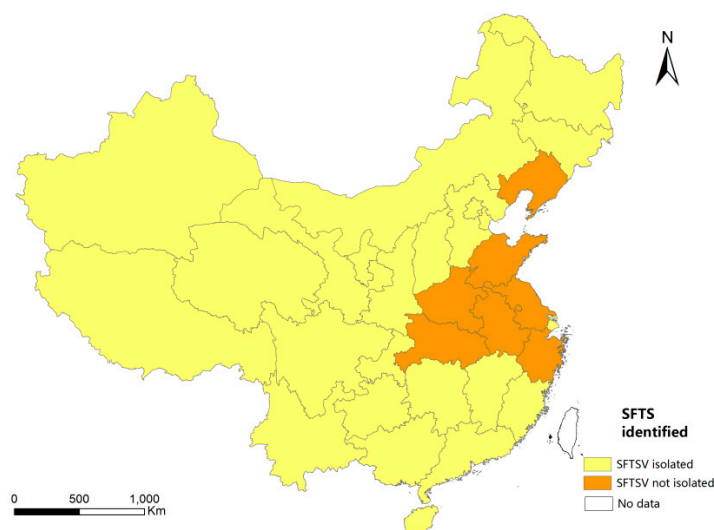 N
SFTS
identified
SFTSV isolated
SFTSV not isolated
No data
0 500 1,000
Km